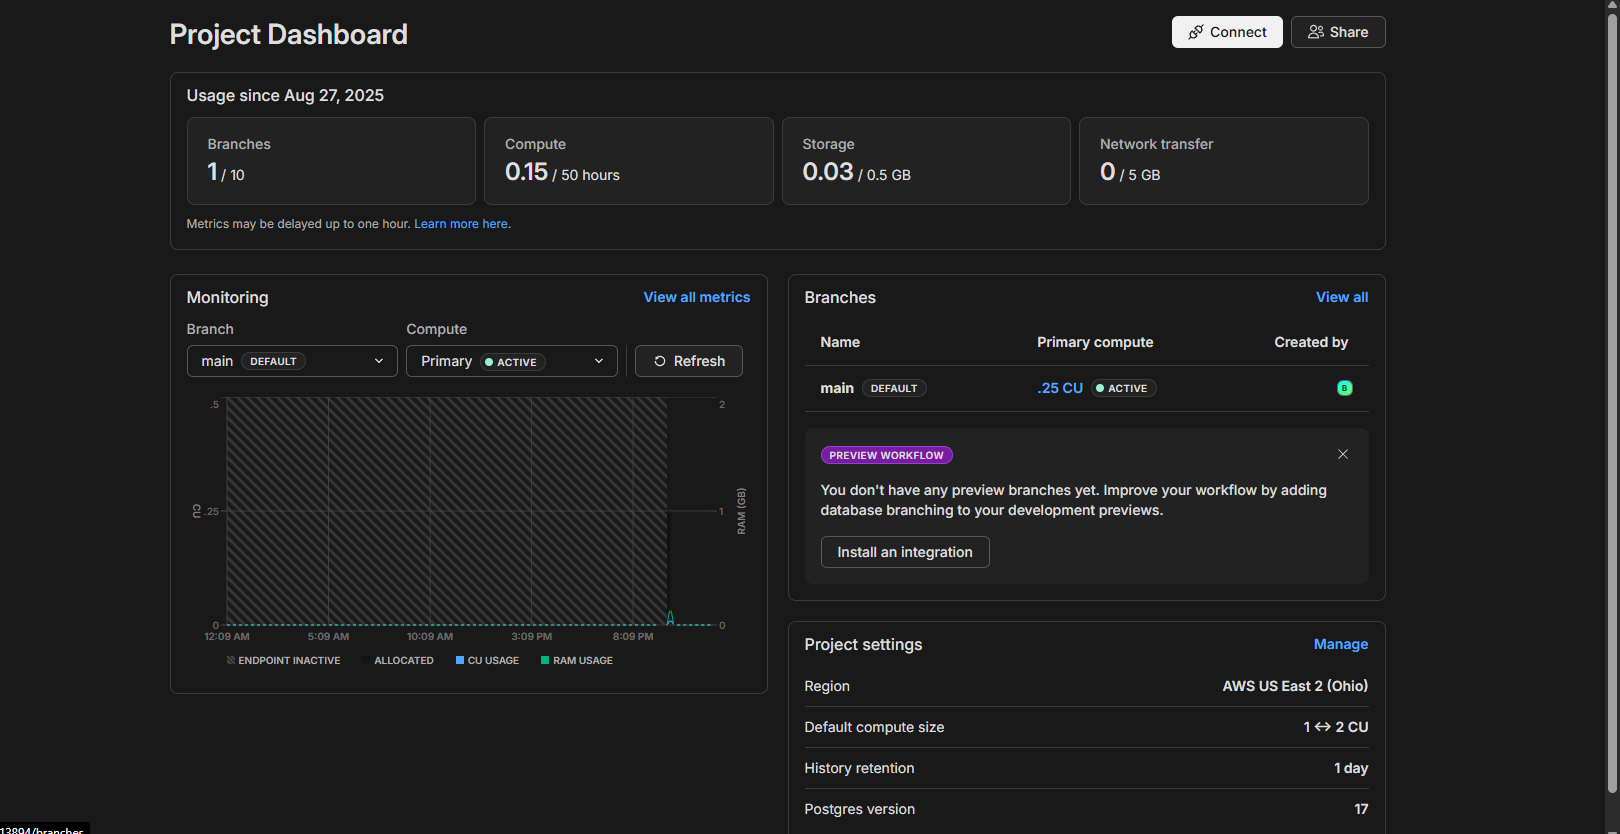 Project Dashboard
Connect
Share
Usage since Aug 27, 2025
Branches
1 / 10
Compute
0.15 / 50 hours
Storage
0.03 / 0.5 GB
Network transfer
0 / 5 GB
Metrics may be delayed up to one hour. Learn more here.
Monitoring
View all metrics
Branch
Compute
main DEFAULT
Primary ACTIVE
Refresh
.5
2
CU
.25
1
RAM (GB)
0
0
12:09 AM
5:09 AM
10:09 AM
3:09 PM
8:09 PM
ENDPOINT INACTIVE
ALLOCATED
CU USAGE
RAM USAGE
Branches
View all
Name
Primary compute
Created by
main DEFAULT
.25 CU ACTIVE
B
PREVIEW WORKFLOW
You don't have any preview branches yet. Improve your workflow by adding
database branching to your development previews.
Install an integration
Project settings
Manage
Region
AWS US East 2 (Ohio)
Default compute size
1 ↔ 2 CU
History retention
1 day
Postgres version
17
13894/branches